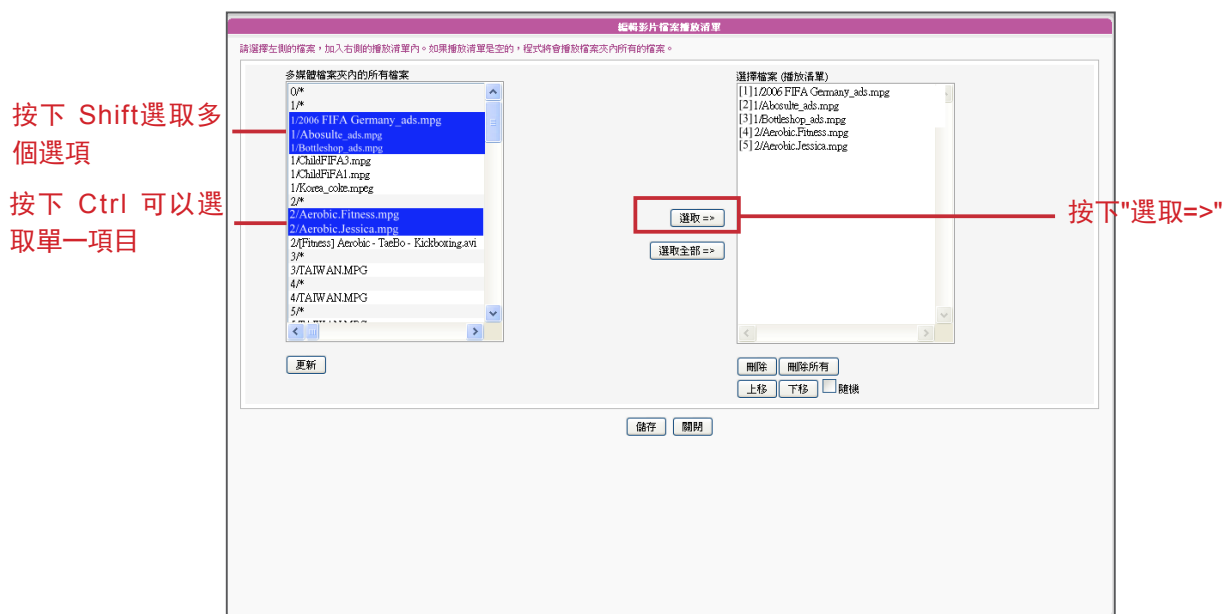 編輯影片檔案播放清單
請選擇左側的檔案，加入右側的播放清單內。如果播放清單是空的，程式將會播放檔案夾內所有的檔案。
多媒體檔案夾內的所有檔案
0/*
1/*
1/2006 FIFA Germany_ads.mpg
1/Abosulte_ads.mpg
1/Bottleshop_ads.mpg
1/ChildFIFA3.mpg
1/ChildFiFA1.mpg
1/Korea_coke.mpeg
2/*
2/Aerobic.Fitness.mpg
2/Aerobic.Jessica.mpg
2/[Fitness] Aerobic - TaeBo - Kickboxing.avi
3/*
3/TAIWAN.MPG
4/*
4/TAIWAN.MPG
5/*
更新
按下 Shift選取多
個選項
按下 Ctrl 可以選
取單一項目
選取 =>
選取全部 =>
按下"選取=>"
選擇檔案 (播放清單)
[1]1/2006 FIFA Germany_ads.mpg
[2]1/Abosulte_ads.mpg
[3]1/Bottleshop_ads.mpg
[4]2/Aerobic.Fitness.mpg
[5]2/Aerobic.Jessica.mpg
刪除 刪除所有
上移 下移 隨機
儲存 關閉